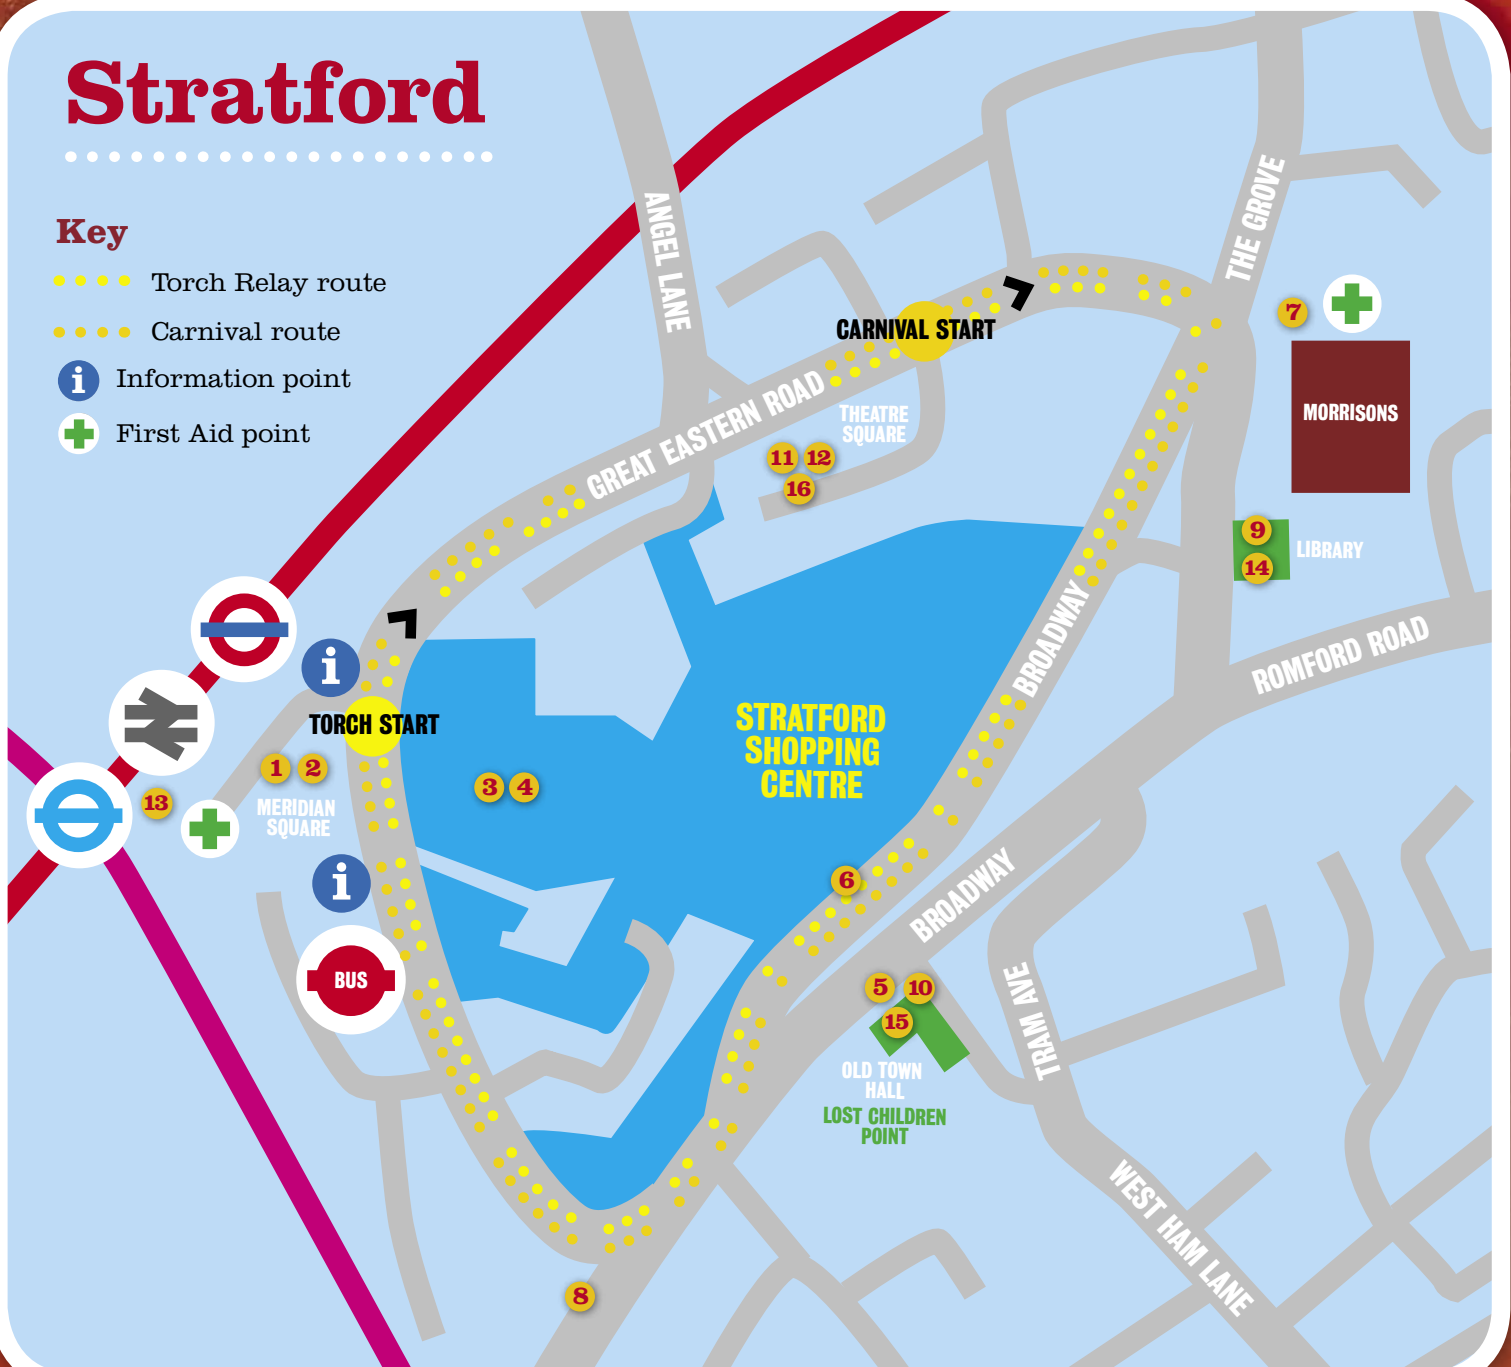 Stratford
Key
Torch Relay route
Carnival route
i
Information point
First Aid point
ANGEL LANE
THE GROVE
CARNIVAL START
7
GREAT EASTERN ROAD
THEATRE
SQUARE
MORRISONS
11
12
16
9
LIBRARY
14
BROADWAY
ROMFORD ROAD
i
TORCH START
STRATFORD
SHOPPING
CENTRE
1
2
3
4
13
MERIDIAN
SQUARE
i
6
BROADWAY
BUS
5
10
15
TRAM AVE
OLD TOWN
HALL
LOST CHILDREN
POINT
WEST HAM LANE
8